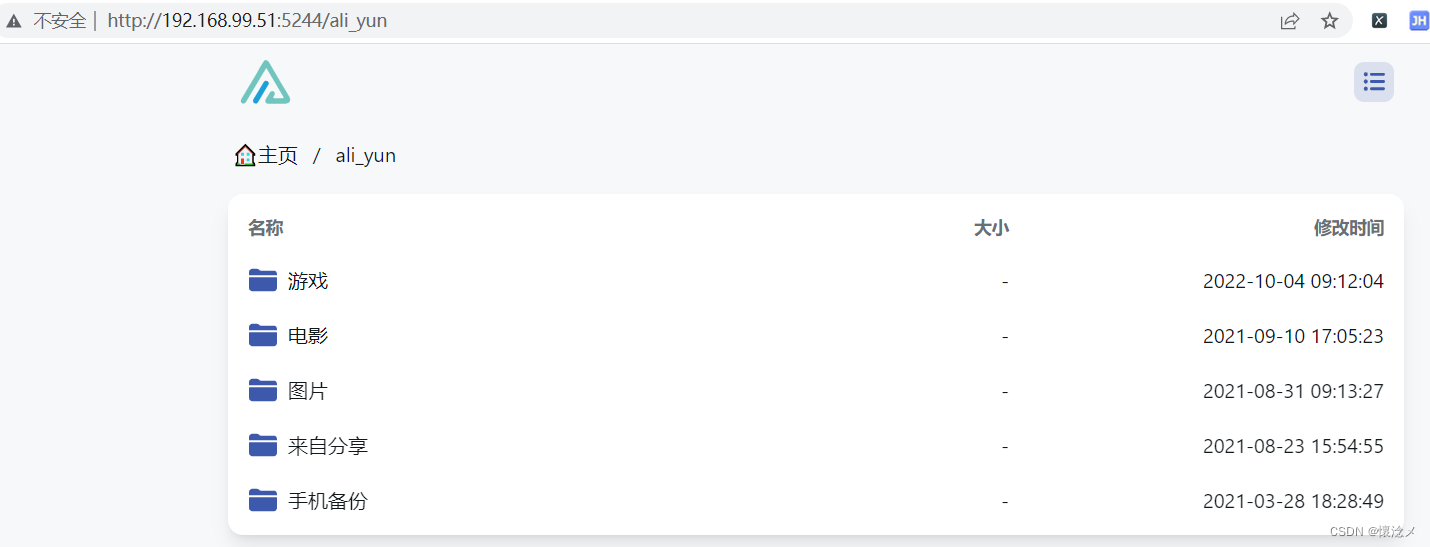 不安全 | http://192.168.99.51:5244/ali_yun
JH
主页 / ali_yun
名称 大小 修改时间
游戏 - 2022-10-04 09:12:04
电影 - 2021-09-10 17:05:23
图片 - 2021-08-31 09:13:27
来自分享 - 2021-08-23 15:54:55
手机备份 - 2021-03-28 18:28:49
CSDN @懷淰メ